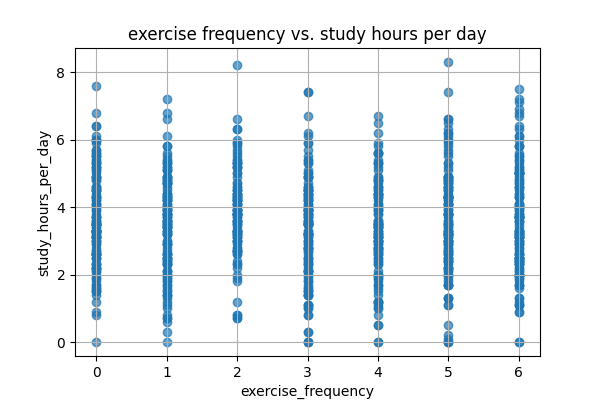 exercise frequency vs. study hours per day
study_hours_per_day
8
6
4
2
0
0 1 2 3 4 5 6
exercise_frequency